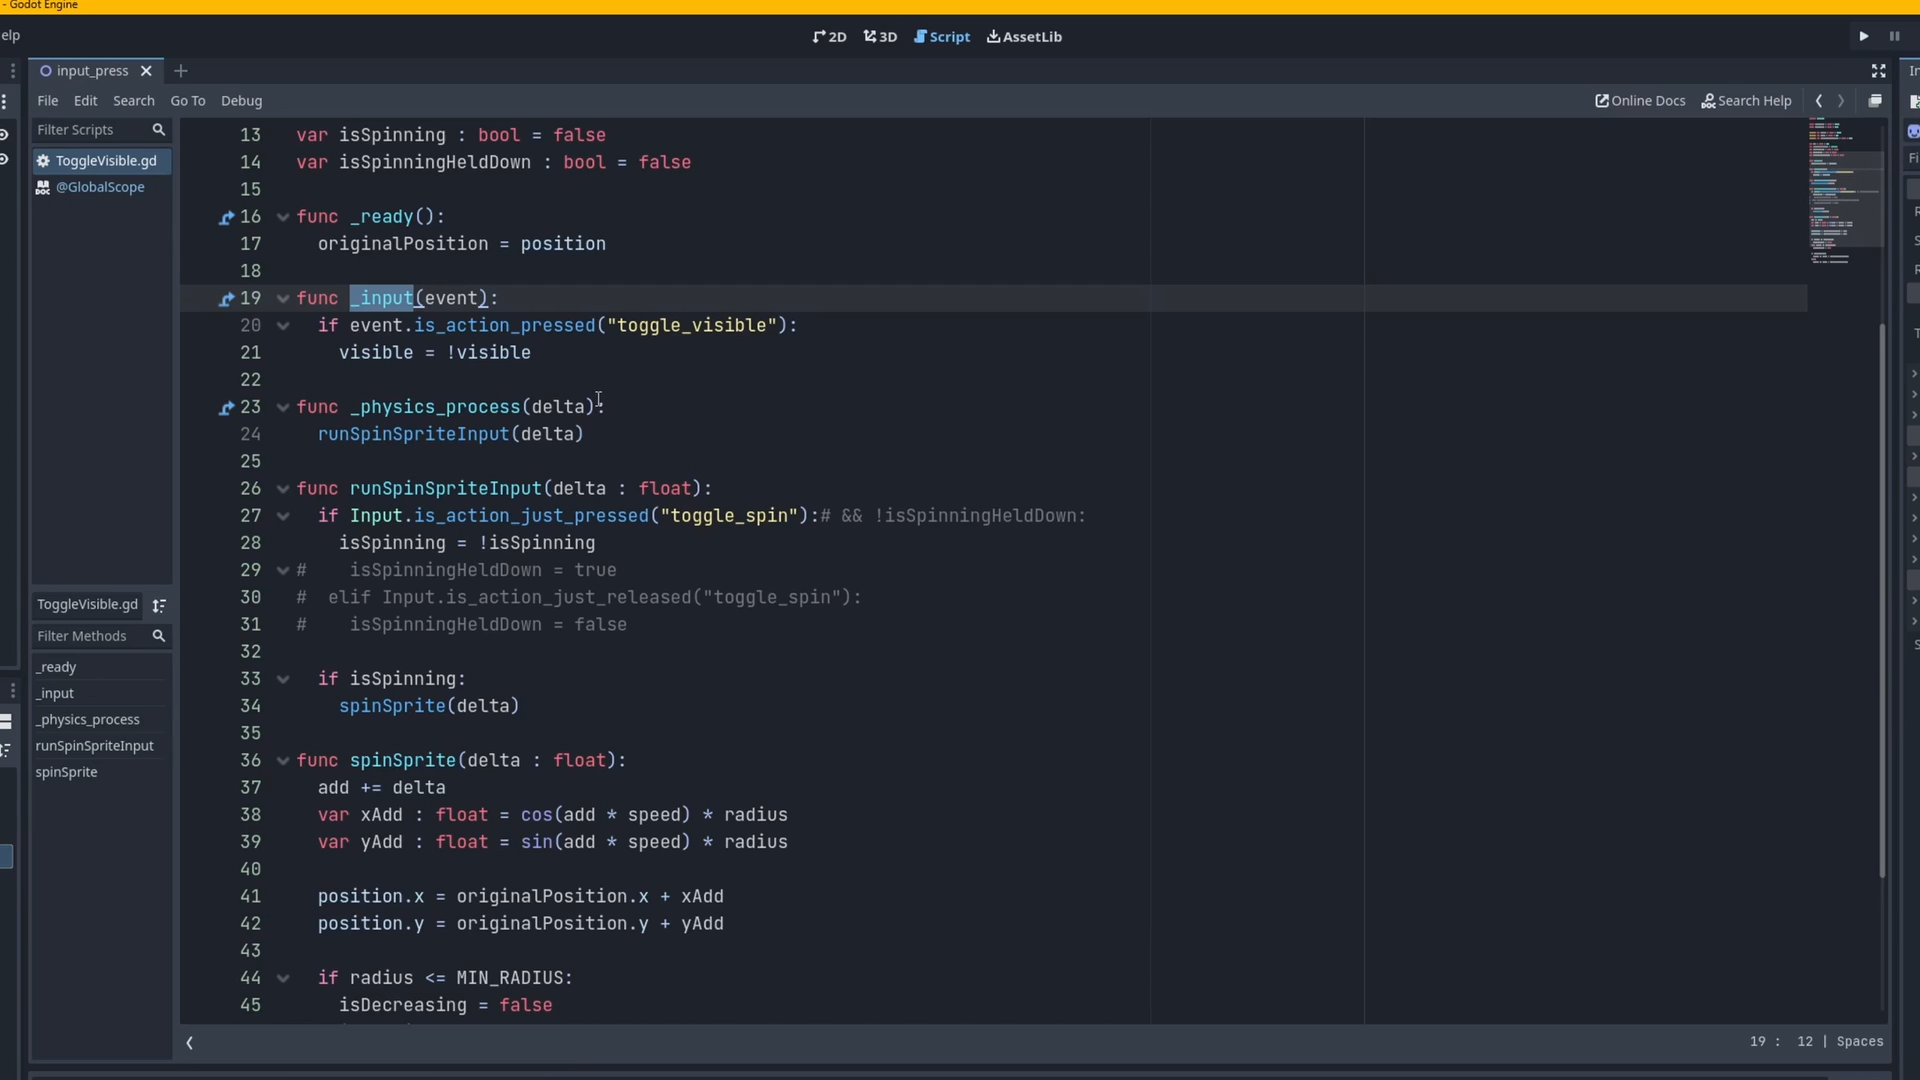 - Godot Engine
elp
2D 3D Script AssetLib
input_press
File Edit Search Go To Debug
Online Docs Search Help
Filter Scripts
ToggleVisible.gd
@GlobalScope
ToggleVisible.gd
Filter Methods
_ready
_input
_physics_process
runSpinSpriteInput
spinSprite
13 var isSpinning : bool = false
14 var isSpinningHeldDown : bool = false
15
16 func _ready():
17 originalPosition = position
18
19 func _input(event):
20 if event.is_action_pressed("toggle_visible"):
21 visible = !visible
22
23 func _physics_process(delta):
24 runSpinSpriteInput(delta)
25
26 func runSpinSpriteInput(delta : float):
27 if Input.is_action_just_pressed("toggle_spin"):# && !isSpinningHeldDown:
28 isSpinning = !isSpinning
29 # isSpinningHeldDown = true
30 # elif Input.is_action_just_released("toggle_spin"):
31 # isSpinningHeldDown = false
32
33 if isSpinning:
34 spinSprite(delta)
35
36 func spinSprite(delta : float):
37 add += delta
38 var xAdd : float = cos(add * speed) * radius
39 var yAdd : float = sin(add * speed) * radius
40
41 position.x = originalPosition.x + xAdd
42 position.y = originalPosition.y + yAdd
43
44 if radius <= MIN_RADIUS:
45 isDecreasing = false
19 : 12 | Spaces